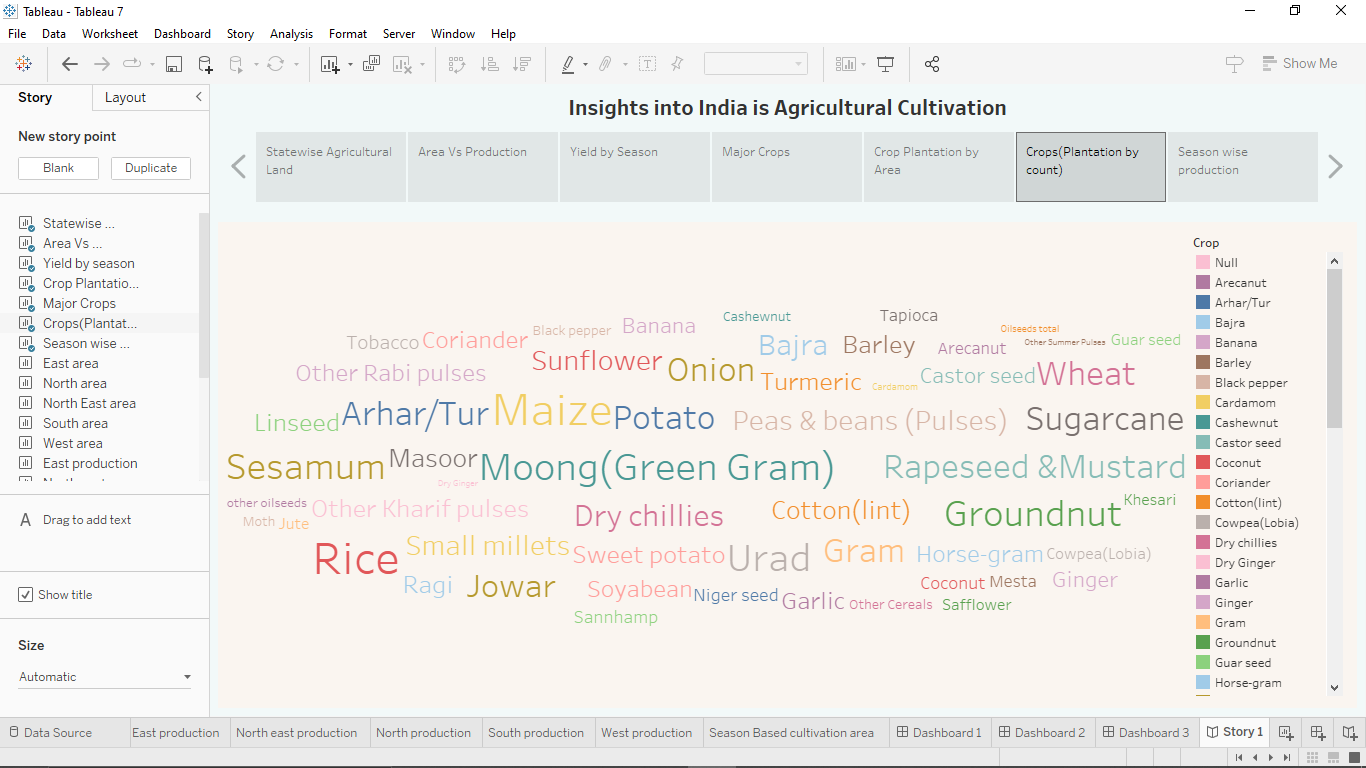 Tableau - Tableau 7
File Data Worksheet Dashboard Story Analysis Format Server Window Help
Show Me
Story Layout
New story point
Blank Duplicate
Statewise ...
Area Vs ...
Yield by season
Crop Plantatio...
Major Crops
Crops(Plantat...
Season wise ...
East area
North area
North East area
South area
West area
East production
A Drag to add text
Show title
Size
Automatic
Insights into India is Agricultural Cultivation
Statewise Agricultural
Land
Area Vs Production
Yield by Season
Major Crops
Crop Plantation by
Area
Crops(Plantation by
count)
Season wise
production
Cashewnut Tapioca
Tobacco Coriander Black pepper Banana Bajra Barley Arecanut Oilseeds total
Other Summer Pulses Guar seed
Other Rabi pulses Sunflower Onion Turmeric Cardamom Castor seed Wheat
Linseed Arhar/Tur Maize Potato Peas & beans (Pulses) Sugarcane
Sesamum Masoor Moong(Green Gram) Rapeseed &Mustard
Dry Ginger
other oilseeds Other Kharif pulses Dry chillies Cotton(lint) Groundnut Khesari
Moth Jute
Rice Small millets Sweet potato Urad Gram Horse-gram Cowpea(Lobia)
Ragi Jowar Soyabean Niger seed Garlic Coconut Mesta Ginger
Other Cereals Safflower
Sannhamp
Crop
Null
Arecanut
Arhar/Tur
Bajra
Banana
Barley
Black pepper
Cardamom
Cashewnut
Castor seed
Coconut
Coriander
Cotton(lint)
Cowpea(Lobia)
Dry chillies
Dry Ginger
Garlic
Ginger
Gram
Groundnut
Guar seed
Horse-gram
Data Source East production North east production North production South production West production Season Based cultivation area Dashboard 1 Dashboard 2 Dashboard 3 Story 1